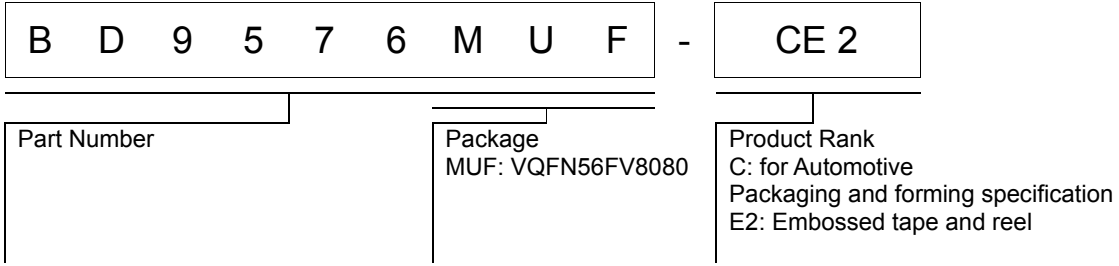 B D 9 5 7 6 M U F - CE 2
Part Number
Package
MUF: VQFN56FV8080
Product Rank
C: for Automotive
Packaging and forming specification
E2: Embossed tape and reel